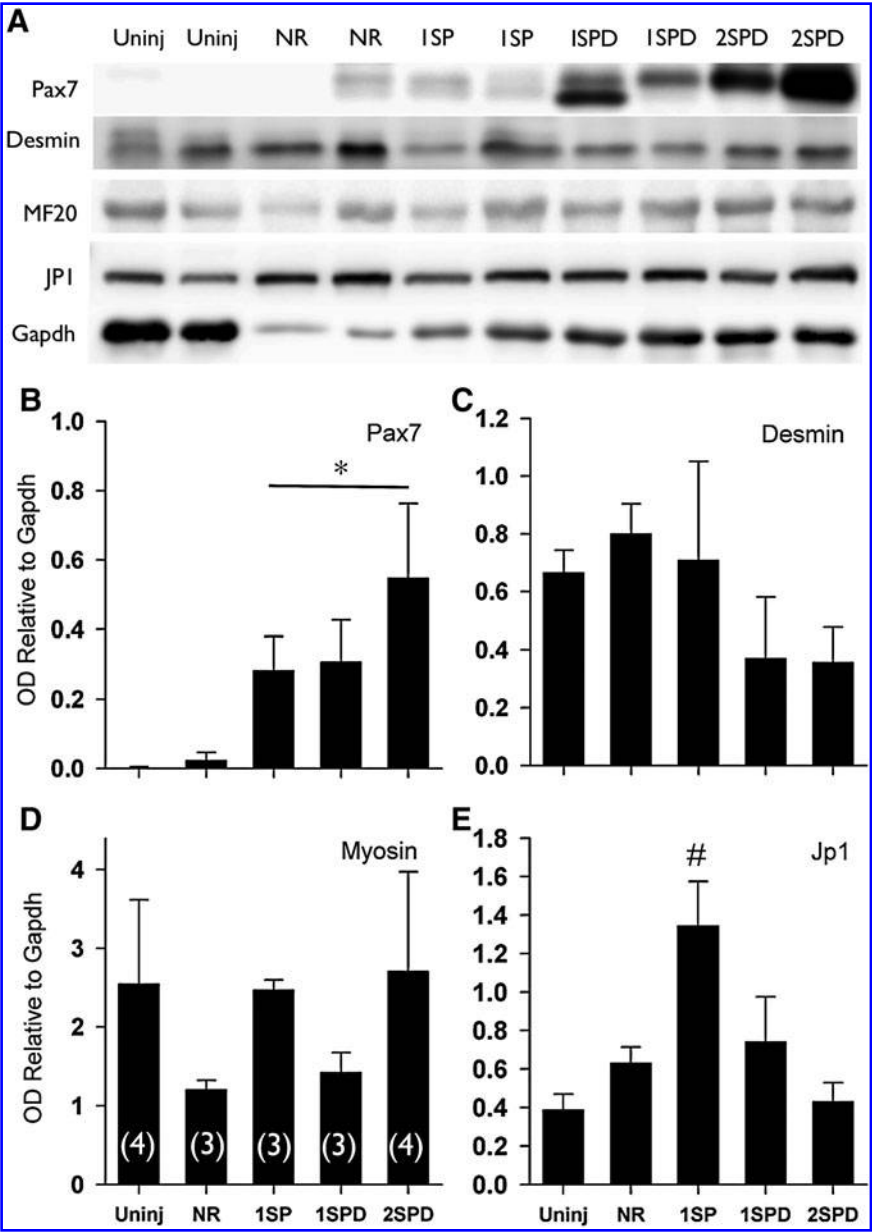 A
Uninj Uninj NR NR 1SP 1SP 1SPD 1SPD 2SPD 2SPD
Pax7
Desmin
MF20
JP1
Gapdh
B
Pax7
OD Relative to Gapdh
1.0
0.8
0.6
0.4
0.2
0.0
*
C
Desmin
1.2
1.0
0.8
0.6
0.4
0.2
0.0
D
Myosin
OD Relative to Gapdh
4
3
2
1
0
(4) (3) (3) (3) (4)
Uninj NR 1SP 1SPD 2SPD
E
Jp1
1.8
1.6
1.4
1.2
1.0
0.8
0.6
0.4
0.2
0.0
#
Uninj NR 1SP 1SPD 2SPD